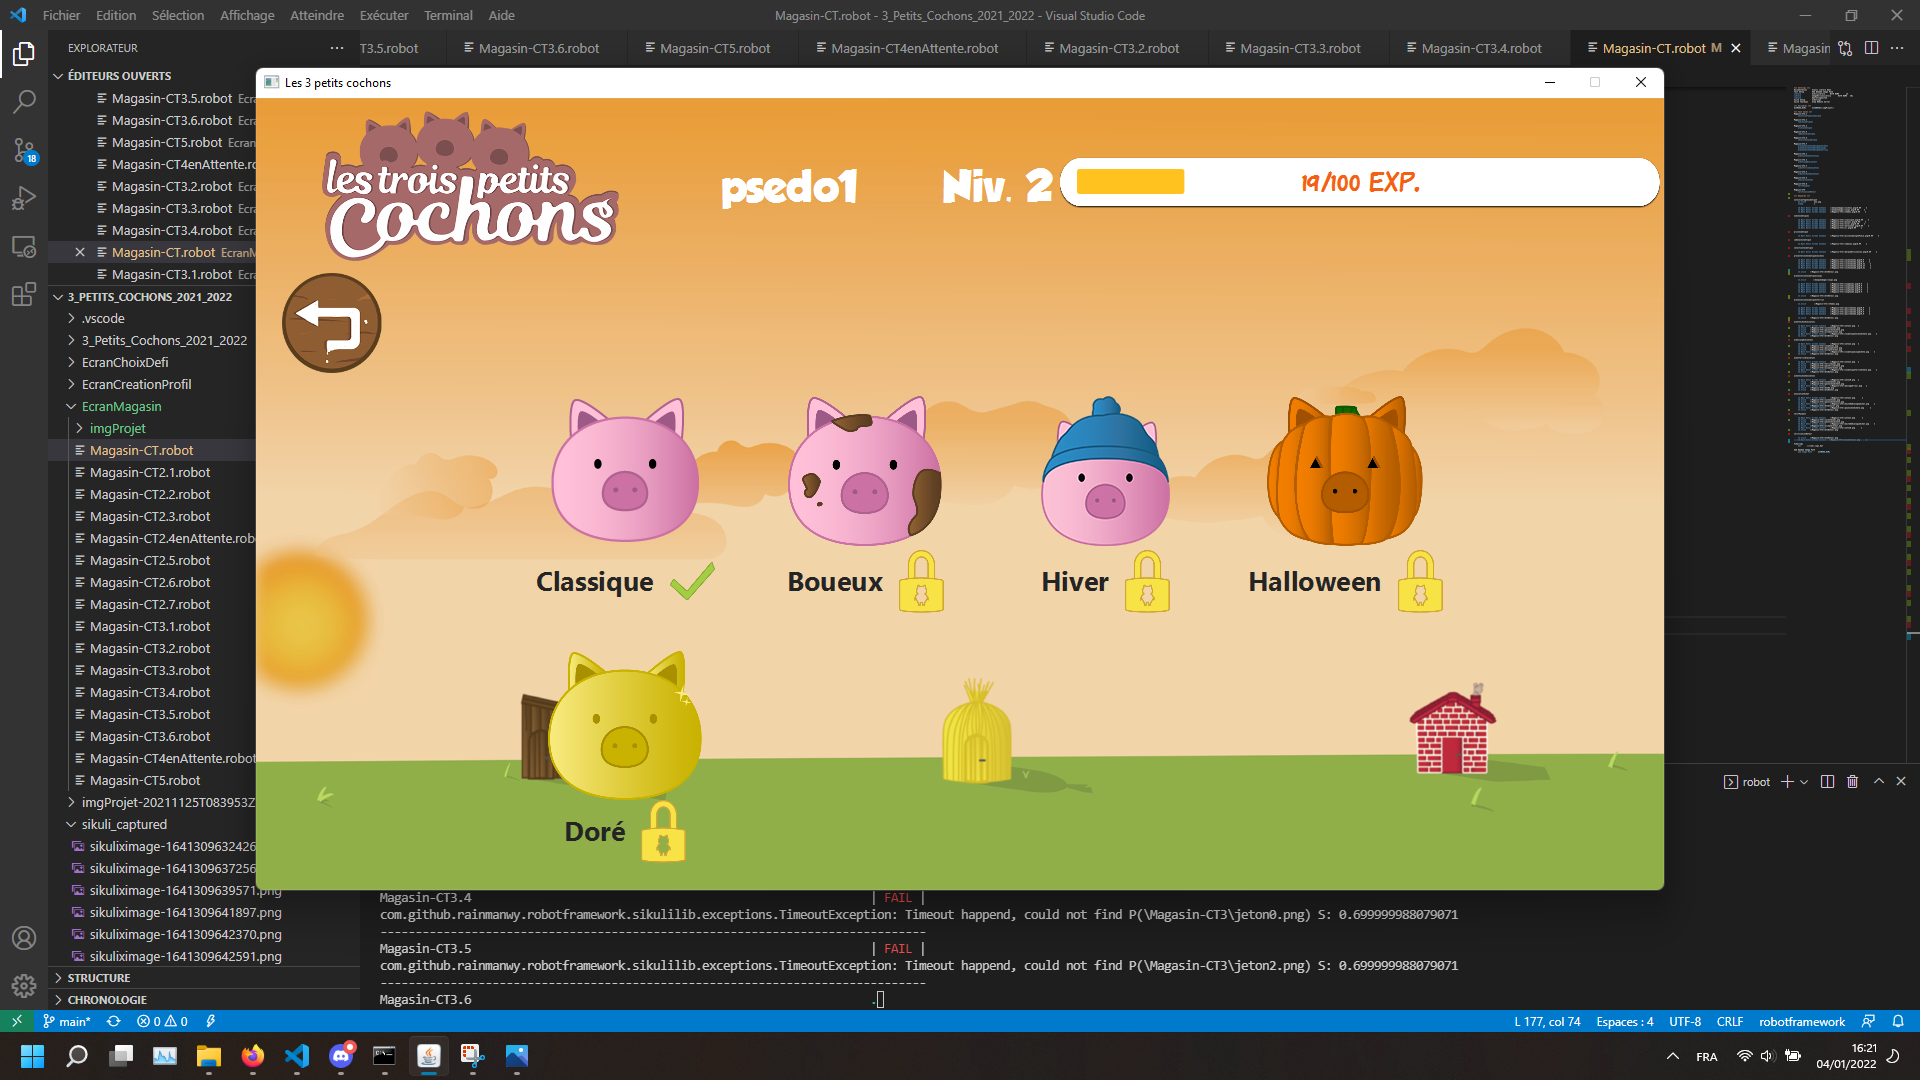 Fichier Edition Sélection Affichage Atteindre Exécuter Terminal Aide
Magasin-CT.robot - 3_Petits_Cochons_2021_2022 - Visual Studio Code
EXPLORATEUR
T3.5.robot Magasin-CT3.6.robot Magasin-CT5.robot Magasin-CT4enAttente.robot Magasin-CT3.2.robot Magasin-CT3.3.robot Magasin-CT3.4.robot Magasin-CT.robot M Magasin
ÉDITEURS OUVERTS
Magasin-CT3.5.robot Ecra
Magasin-CT3.6.robot Ecra
Magasin-CT5.robot EcranM
Magasin-CT4enAttente.ro
Magasin-CT3.2.robot Ecra
Magasin-CT3.3.robot Ecra
Magasin-CT3.4.robot Ecra
Magasin-CT.robot EcranM
Magasin-CT3.1.robot Ecra
3_PETITS_COCHONS_2021_2022
.vscode
3_Petits_Cochons_2021_2022
EcranChoixDefi
EcranCreationProfil
EcranMagasin
imgProjet
Magasin-CT.robot
Magasin-CT2.1.robot
Magasin-CT2.2.robot
Magasin-CT2.3.robot
Magasin-CT2.4enAttente.rob
Magasin-CT2.5.robot
Magasin-CT2.6.robot
Magasin-CT2.7.robot
Magasin-CT3.1.robot
Magasin-CT3.2.robot
Magasin-CT3.3.robot
Magasin-CT3.4.robot
Magasin-CT3.5.robot
Magasin-CT3.6.robot
Magasin-CT4enAttente.robot
Magasin-CT5.robot
imgProjet-20211125T083953Z
sikuli_captured
sikuliximage-1641309632426
sikuliximage-1641309637256
sikuliximage-1641309639571.png
sikuliximage-1641309641897.png
sikuliximage-1641309642370.png
sikuliximage-1641309642591.png
STRUCTURE
CHRONOLOGIE
18
Les 3 petits cochons
les trois petits
Cochons
psedo1
Niv. 2
19/100 EXP.
Classique
Boueux
Hiver
Halloween
Doré
robot
Magasin-CT3.4 | FAIL |
com.github.rainmanwy.robotframework.sikulilib.exceptions.TimeoutException: Timeout happend, could not find P(\Magasin-CT3\jeton0.png) S: 0.699999988079071
------------------------------------------------------------------------------
Magasin-CT3.5 | FAIL |
com.github.rainmanwy.robotframework.sikulilib.exceptions.TimeoutException: Timeout happend, could not find P(\Magasin-CT3\jeton2.png) S: 0.699999988079071
------------------------------------------------------------------------------
Magasin-CT3.6 .
main* 0 0
L 177, col 74 Espaces : 4 UTF-8 CRLF robotframework
FRA
16:21
04/01/2022